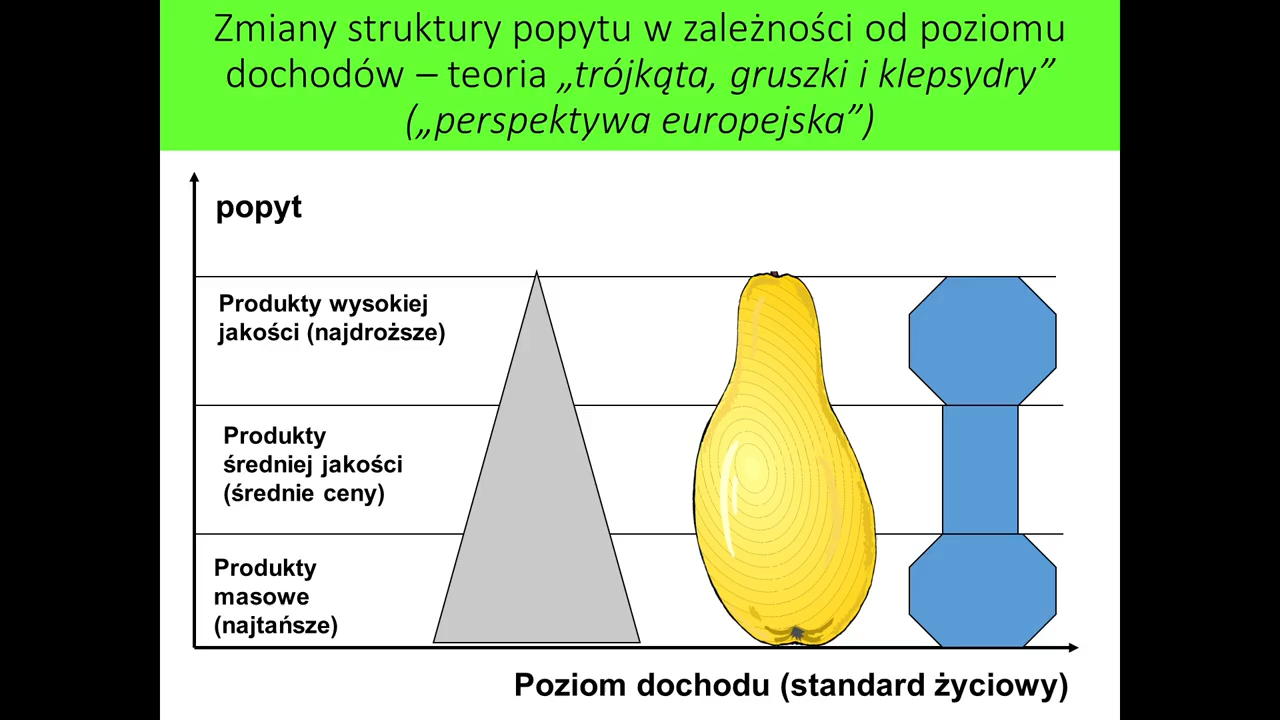 Zmiany struktury popytu w zależności od poziomu
dochodów – teoria „trójkąta, gruszki i klepsydry”
(„perspektywa europejska”)
popyt
Produkty wysokiej
jakości (najdroższe)
Produkty
średniej jakości
(średnie ceny)
Produkty
masowe
(najtańsze)
Poziom dochodu (standard życiowy)